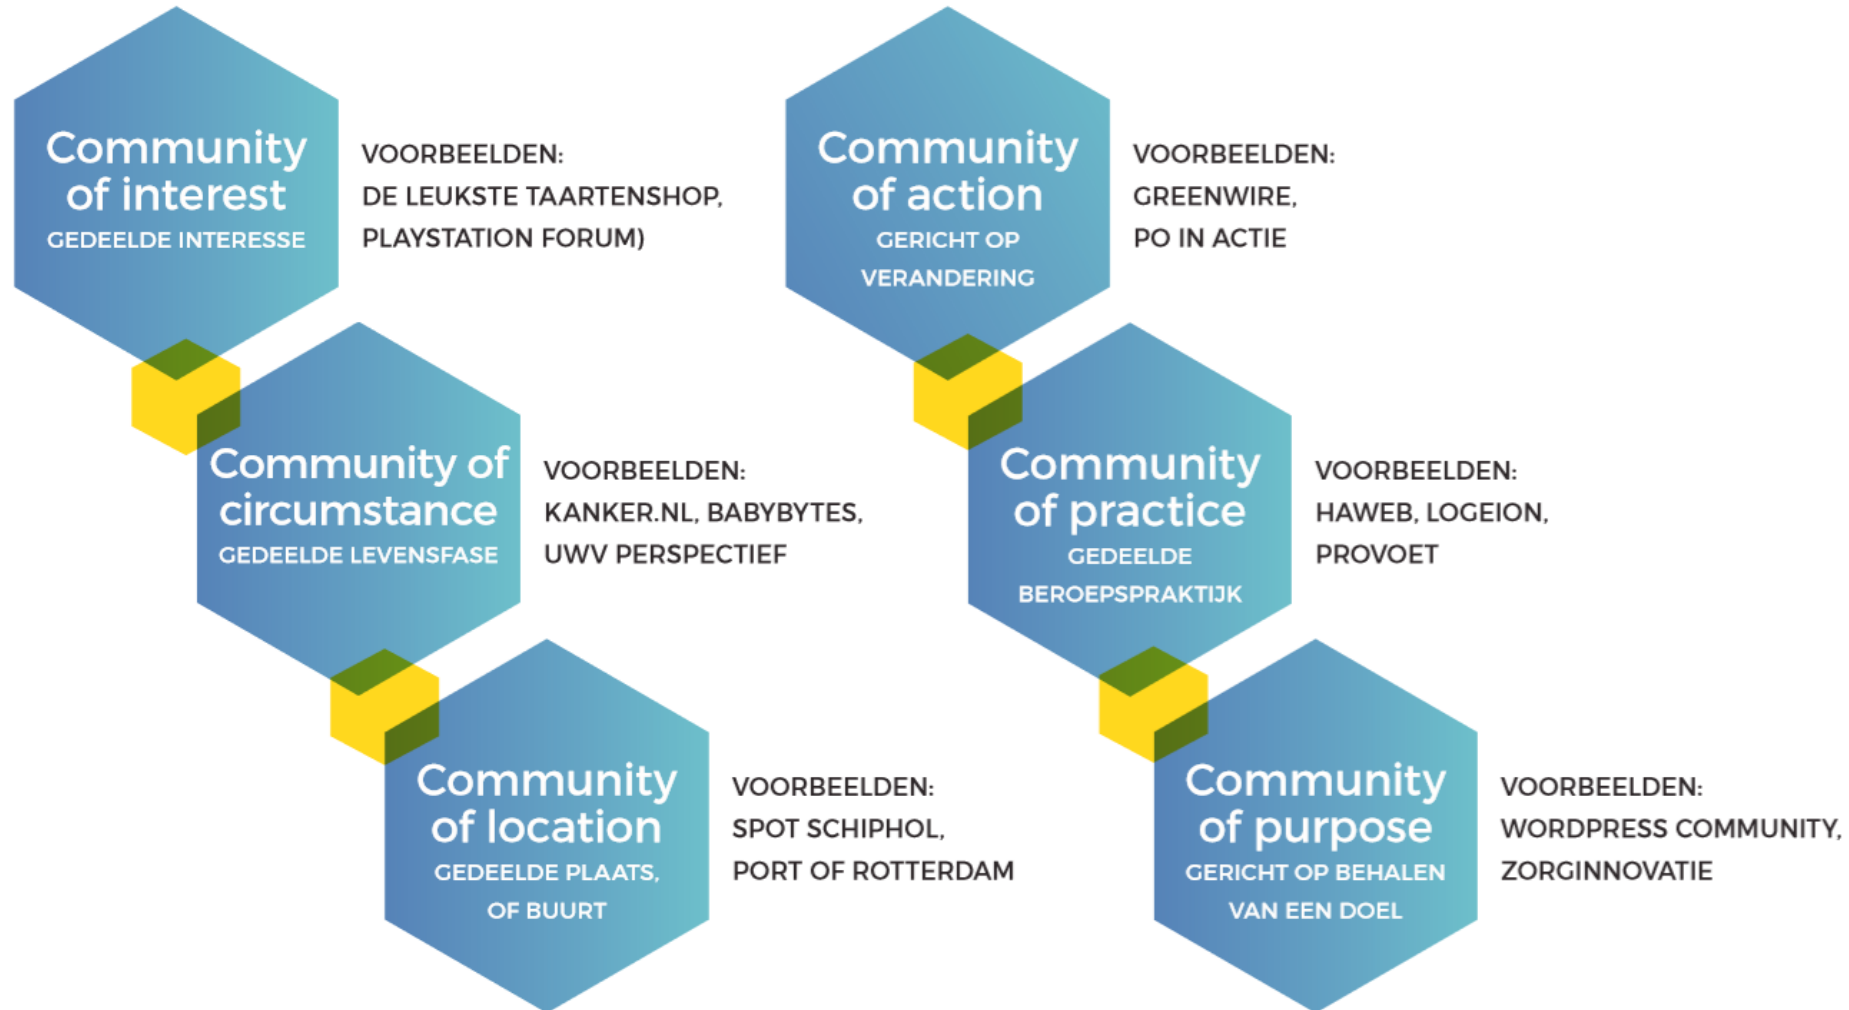 Community
of interest
GEDEELDE INTERESSE
VOORBEELDEN:
DE LEUKSTE TAARTENSHOP,
PLAYSTATION FORUM)
Community of
circumstance
GEDEELDE LEVENSFASE
VOORBEELDEN:
KANKER.NL, BABYBYTES,
UWV PERSPECTIEF
Community
of location
GEDEELDE PLAATS,
OF BUURT
VOORBEELDEN:
SPOT SCHIPHOL,
PORT OF ROTTERDAM
Community
of action
GERICHT OP
VERANDERING
VOORBEELDEN:
GREENWIRE,
PO IN ACTIE
Community
of practice
GEDEELDE
BEROEPSPRAKTIJK
VOORBEELDEN:
HAWEB, LOGEION,
PROVOET
Community
of purpose
GERICHT OP BEHALEN
VAN EEN DOEL
VOORBEELDEN:
WORDPRESS COMMUNITY,
ZORGINNOVATIE